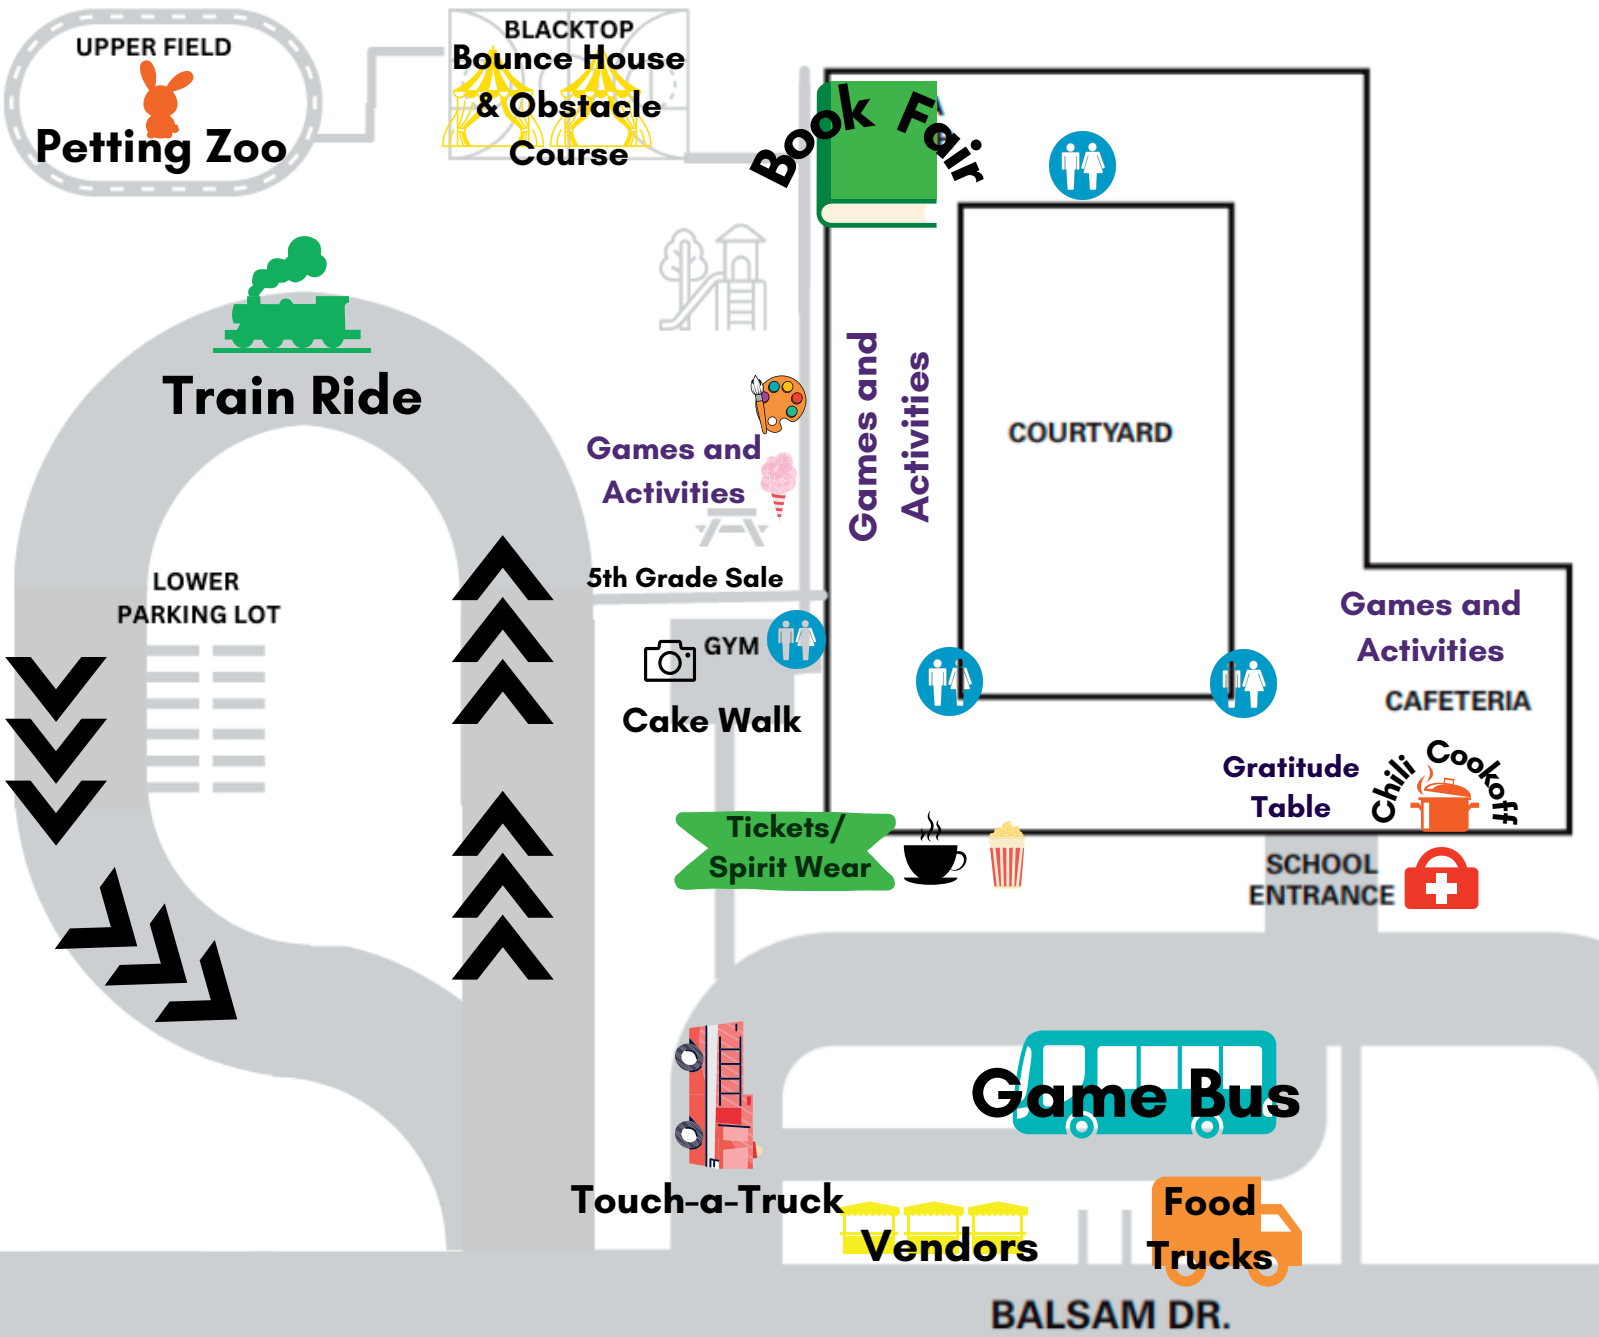 UPPER FIELD
Petting Zoo
BLACKTOP
Bounce House
& Obstacle
Course
Book Fair
Train Ride
Games and
Activities
Games and
Activities
COURTYARD
5th Grade Sale
LOWER
PARKING LOT
GYM
Cake Walk
Games and
Activities
CAFETERIA
Gratitude
Table
Chili Cookoff
Tickets/
Spirit Wear
SCHOOL
ENTRANCE
Game Bus
Touch-a-Truck
Vendors
Food
Trucks
BALSAM DR.